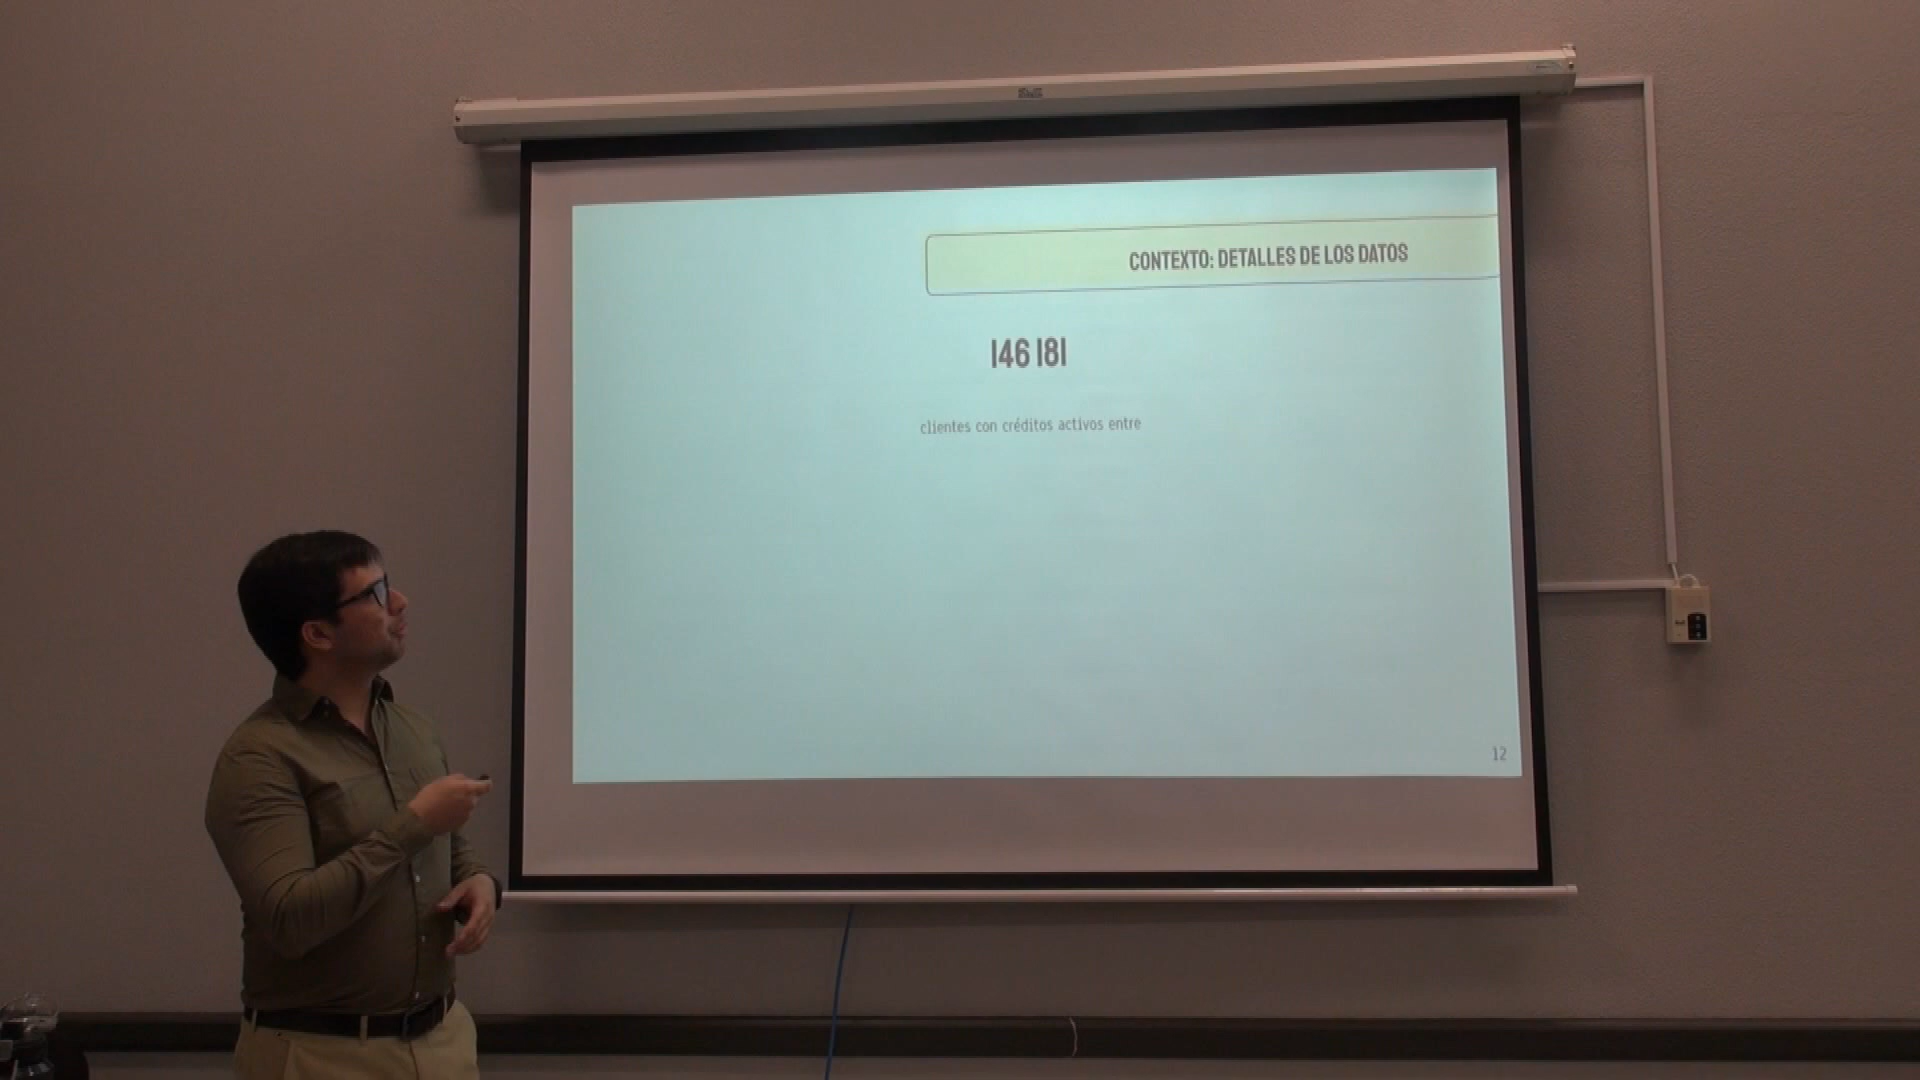 CONTEXTO: DETALLES DE LOS DATOS
146 181
clientes con créditos activos entre
12